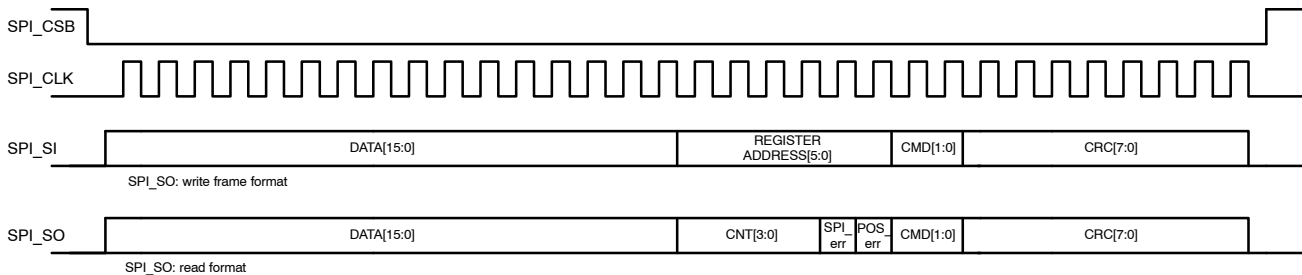 SPI_CSB
SPI_CLK
SPI_SI
DATA[15:0]
REGISTER
ADDRESS[5:0]
CMD[1:0]
CRC[7:0]
SPI_SO: write frame format
SPI_SO
DATA[15:0]
CNT[3:0]
SPI_
err
POS_
err
CMD[1:0]
CRC[7:0]
SPI_SO: read format